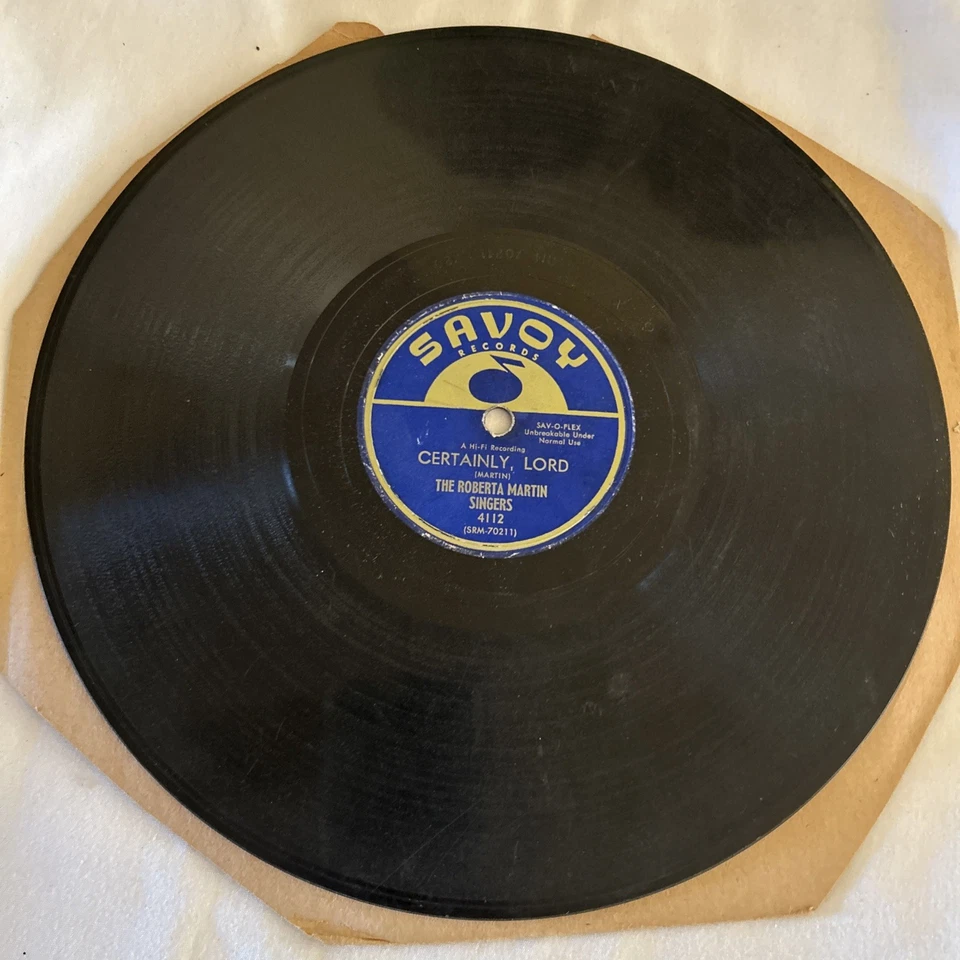 SAVOY
RECORDS
SAV-O-FLEX
Unbreakable Under
Normal Use
A Hi-Fi Recording
CERTAINLY, LORD
(MARTIN)
THE ROBERTA MARTIN
SINGERS
4112
(SRM-70211)